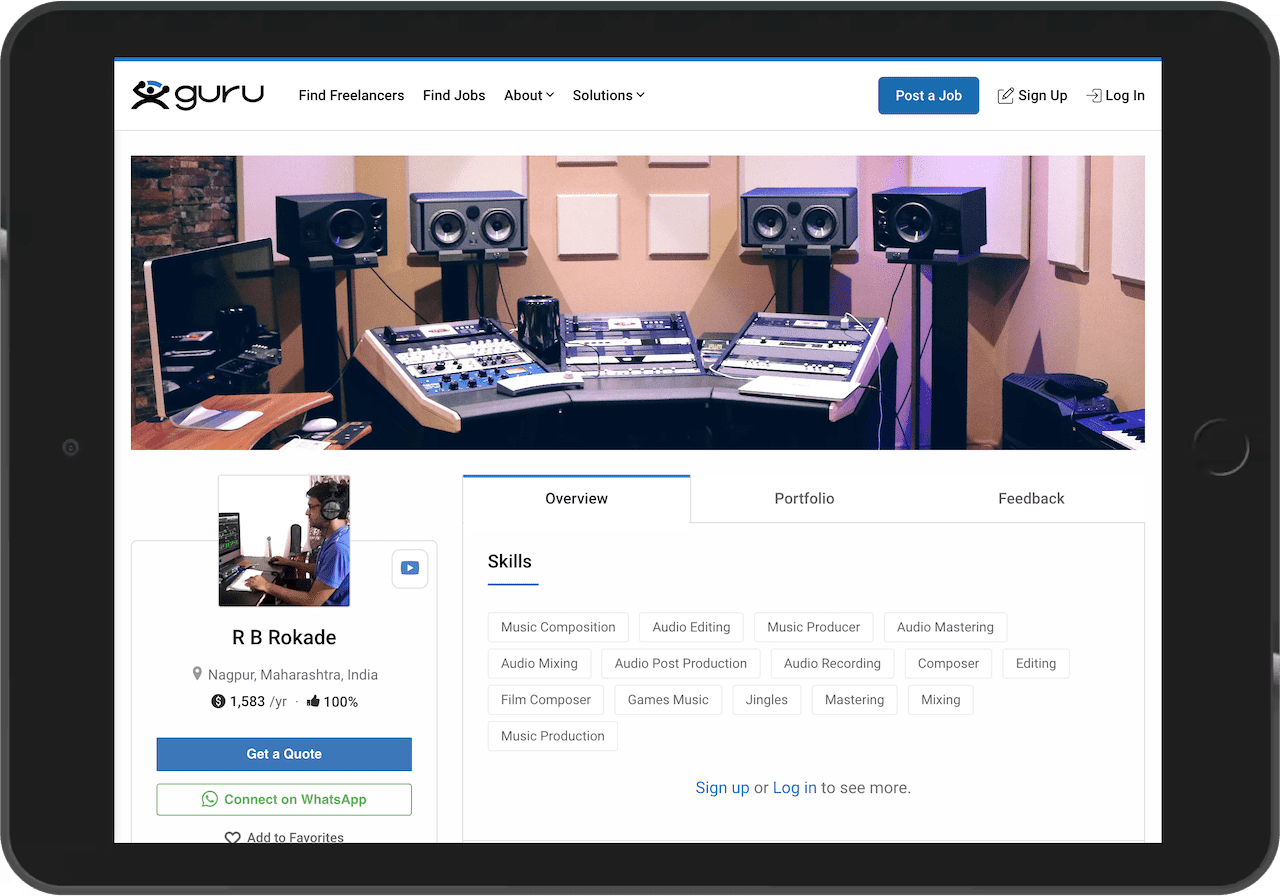 guru Find Freelancers Find Jobs About Solutions Post a Job Sign Up Log In
Overview Portfolio Feedback
Skills
Music Composition Audio Editing Music Producer Audio Mastering
Audio Mixing Audio Post Production Audio Recording Composer Editing
Film Composer Games Music Jingles Mastering Mixing
Music Production
Sign up or Log in to see more.
R B Rokade
Nagpur, Maharashtra, India
1,583 /yr · 100%
Get a Quote
Connect on WhatsApp
Add to Favorites